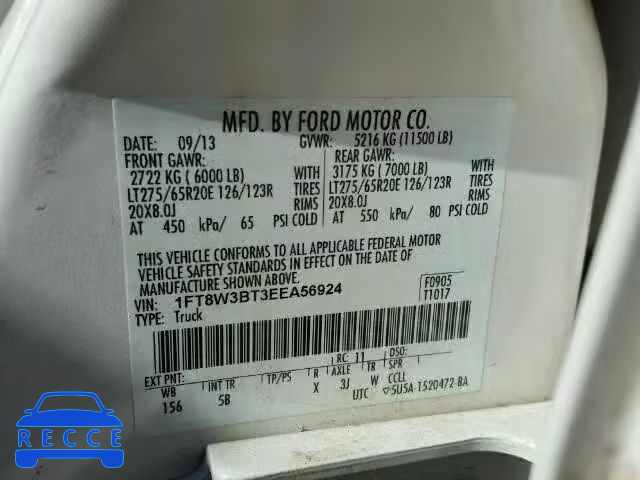 MFD. BY FORD MOTOR CO.
DATE: 09/13 GVWR: 5216 KG (11500 LB)
FRONT GAWR: REAR GAWR:
2722 KG ( 6000 LB) WITH 3175 KG ( 7000 LB) WITH
LT275/65R20E 126/123R TIRES LT275/65R20E 126/123R TIRES
20X8.0J RIMS 20X8.0J RIMS
AT 450 kPa/ 65 PSI COLD AT 550 kPa/ 80 PSI COLD
THIS VEHICLE CONFORMS TO ALL APPLICABLE FEDERAL MOTOR
VEHICLE SAFETY STANDARDS IN EFFECT ON THE DATE OF
MANUFACTURE SHOWN ABOVE.
VIN: 1FT8W3BT3EEA56924 F0905
TYPE: Truck T1017
EXT PNT: RC: 11 DSO:
WB INT TR TP/PS R AXLE TR SPR
156 5B X 3J W CCLL
UTC ▽5U5A-1520472-BA
RECCE